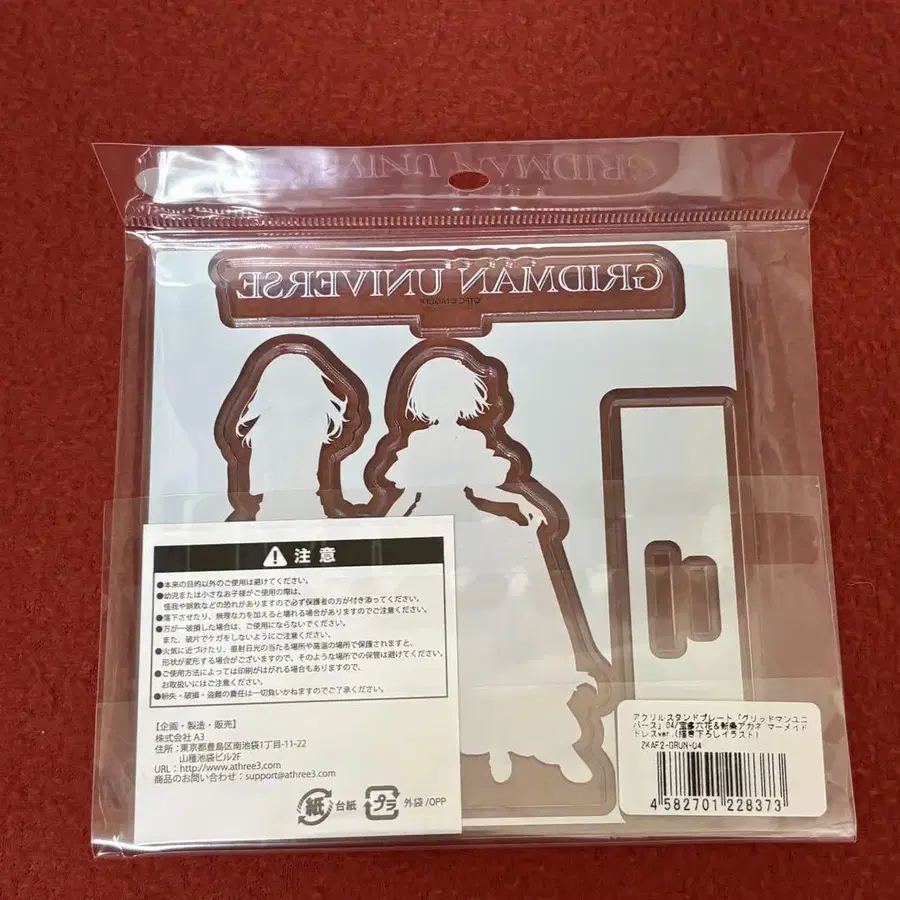 GRIDMAN UNIVERSE
GRIDMAN UNIVERSE
注意
●本来の目的以外のご使用は避けてください。
●幼児または小さなお子様がご使用の際は、
怪我や誤飲などの恐れがありますので必ず保護者の方が付き添ってください。
●落下させたり、無理な力を加えると壊れる場合がありますのでご注意ください。
●万が一破損した場合は、ご使用にならないでください。
また、破片でケガをしないようにご注意ください。
●火気に近づけたり、直射日光の当たる場所や高温の場所で保護されますと、
形状が変形する場合がございますので、そのような場所での保管は避けてください。
●ご使用方法によっては印刷がはがれる場合もありますので、
お取扱いにはご注意ください。
●紛失・破損・盗難の責任は一切負いかねますのでご了承ください。
【企画・製造・販売】
株式会社 A3
住所：東京都豊島区南池袋1丁目-11-22
山種池袋ビル2F
URL：http://www.athree3.com
商品のお問い合わせ：support@athree3.com
紙 台紙 プラ 外袋/OPP
アクリルスタンドプレート「グリッドマンユニ
バース」04/宝多六花&新条アカネ マーメイド
ドレスver.(描き下ろしイラスト)
ZKAF2-GRUN-04
4 582701 228373